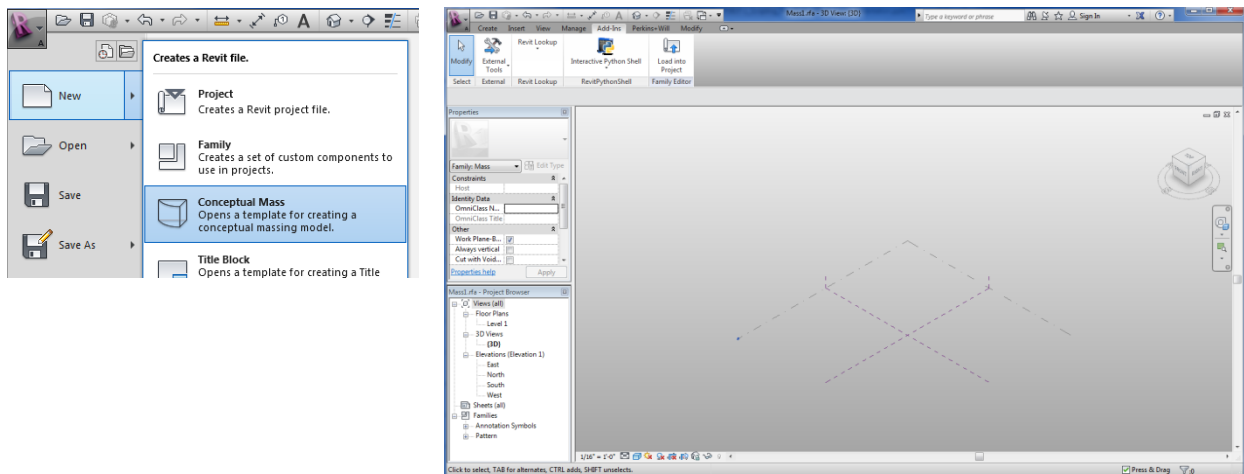 A
New
Open
Save
Save As
Creates a Revit file.
Project
Creates a Revit project file.
Family
Creates a set of custom components to
use in projects.
Conceptual Mass
Opens a template for creating a
conceptual massing model.
Title Block
Opens a template for creating a Title
Mass1.rfa - 3D View: {3D}
Type a keyword or phrase
Sign In
Create Insert View Manage Add-Ins Perkins+Will Modify
Modify
External
Tools
Revit Lookup
Interactive Python Shell
Load into
Project
Select External Revit Lookup RevitPythonShell Family Editor
Properties
Family: Mass
Edit Type
Constraints
Host
Identity Data
OmniClass N...
OmniClass Title
Other
Work Plane-B...
Always vertical
Cut with Void...
Properties help
Apply
Mass1.rfa - Project Browser
Views (all)
Floor Plans
Level 1
3D Views
{3D}
Elevations (Elevation 1)
East
North
South
West
Sheets (all)
Families
Annotation Symbols
Pattern
1/16" = 1'-0"
Click to select, TAB for alternates, CTRL adds, SHIFT unselects.
Press & Drag
:0